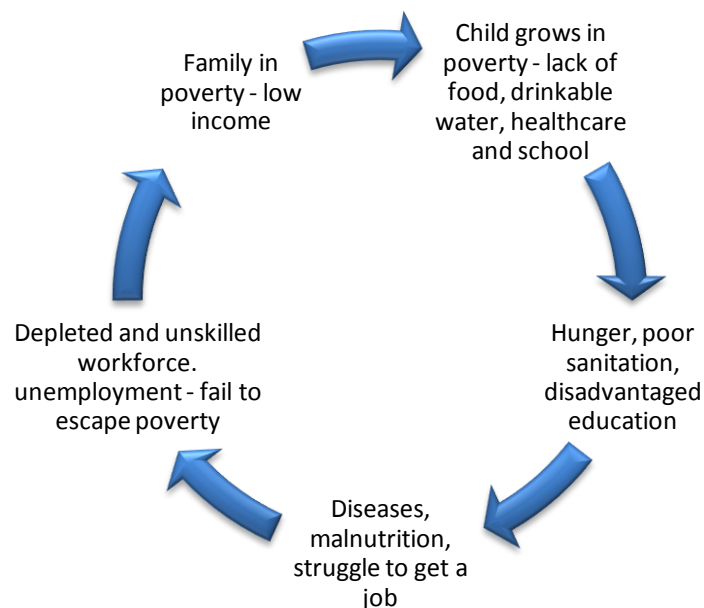 Family in
poverty - low
income
Child grows in
poverty - lack of
food, drinkable
water, healthcare
and school
Hunger, poor
sanitation,
disadvantaged
education
Diseases,
malnutrition,
struggle to get a
job
Depleted and unskilled
workforce.
unemployment - fail to
escape poverty